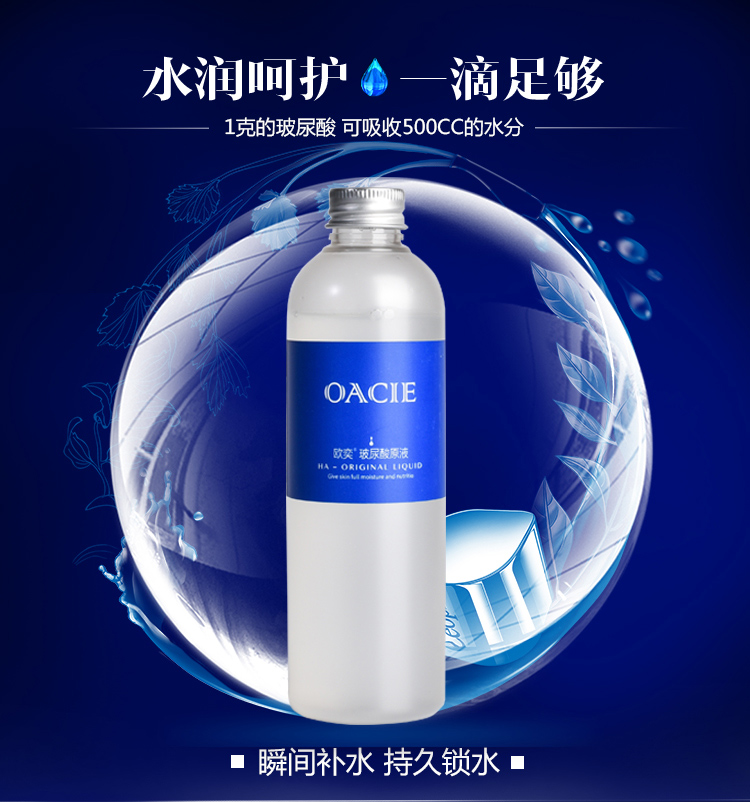 水润呵护 一滴足够
1克的玻尿酸 可吸收500CC的水分
OACIE
欧奕® 玻尿酸原液
HA - ORIGINAL LIQUID
Give skin full moisture and nutritie
瞬间补水 持久锁水